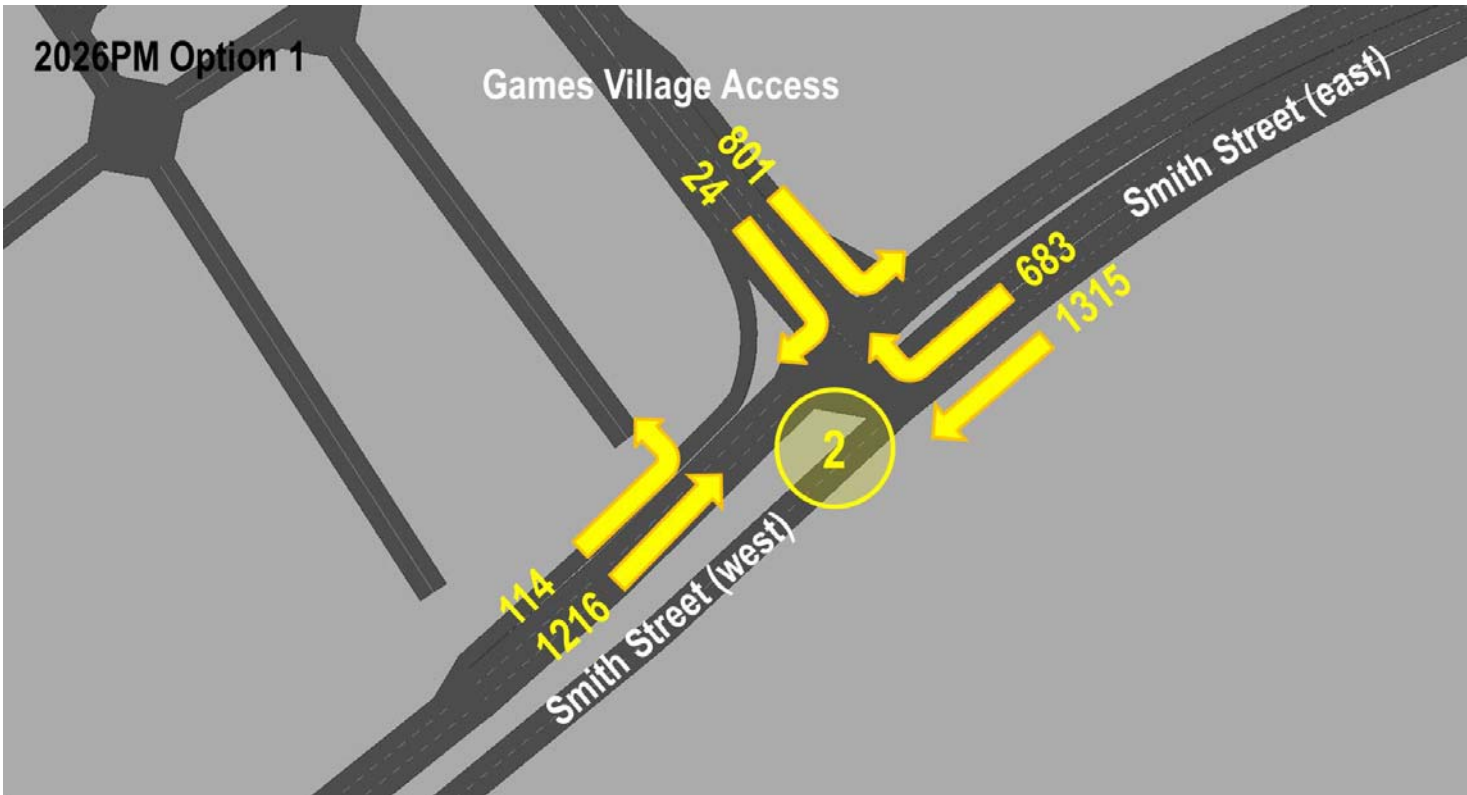 2026PM Option 1
Games Village Access
801
24
Smith Street (east)
683
1315
2
114
1216
Smith Street (west)